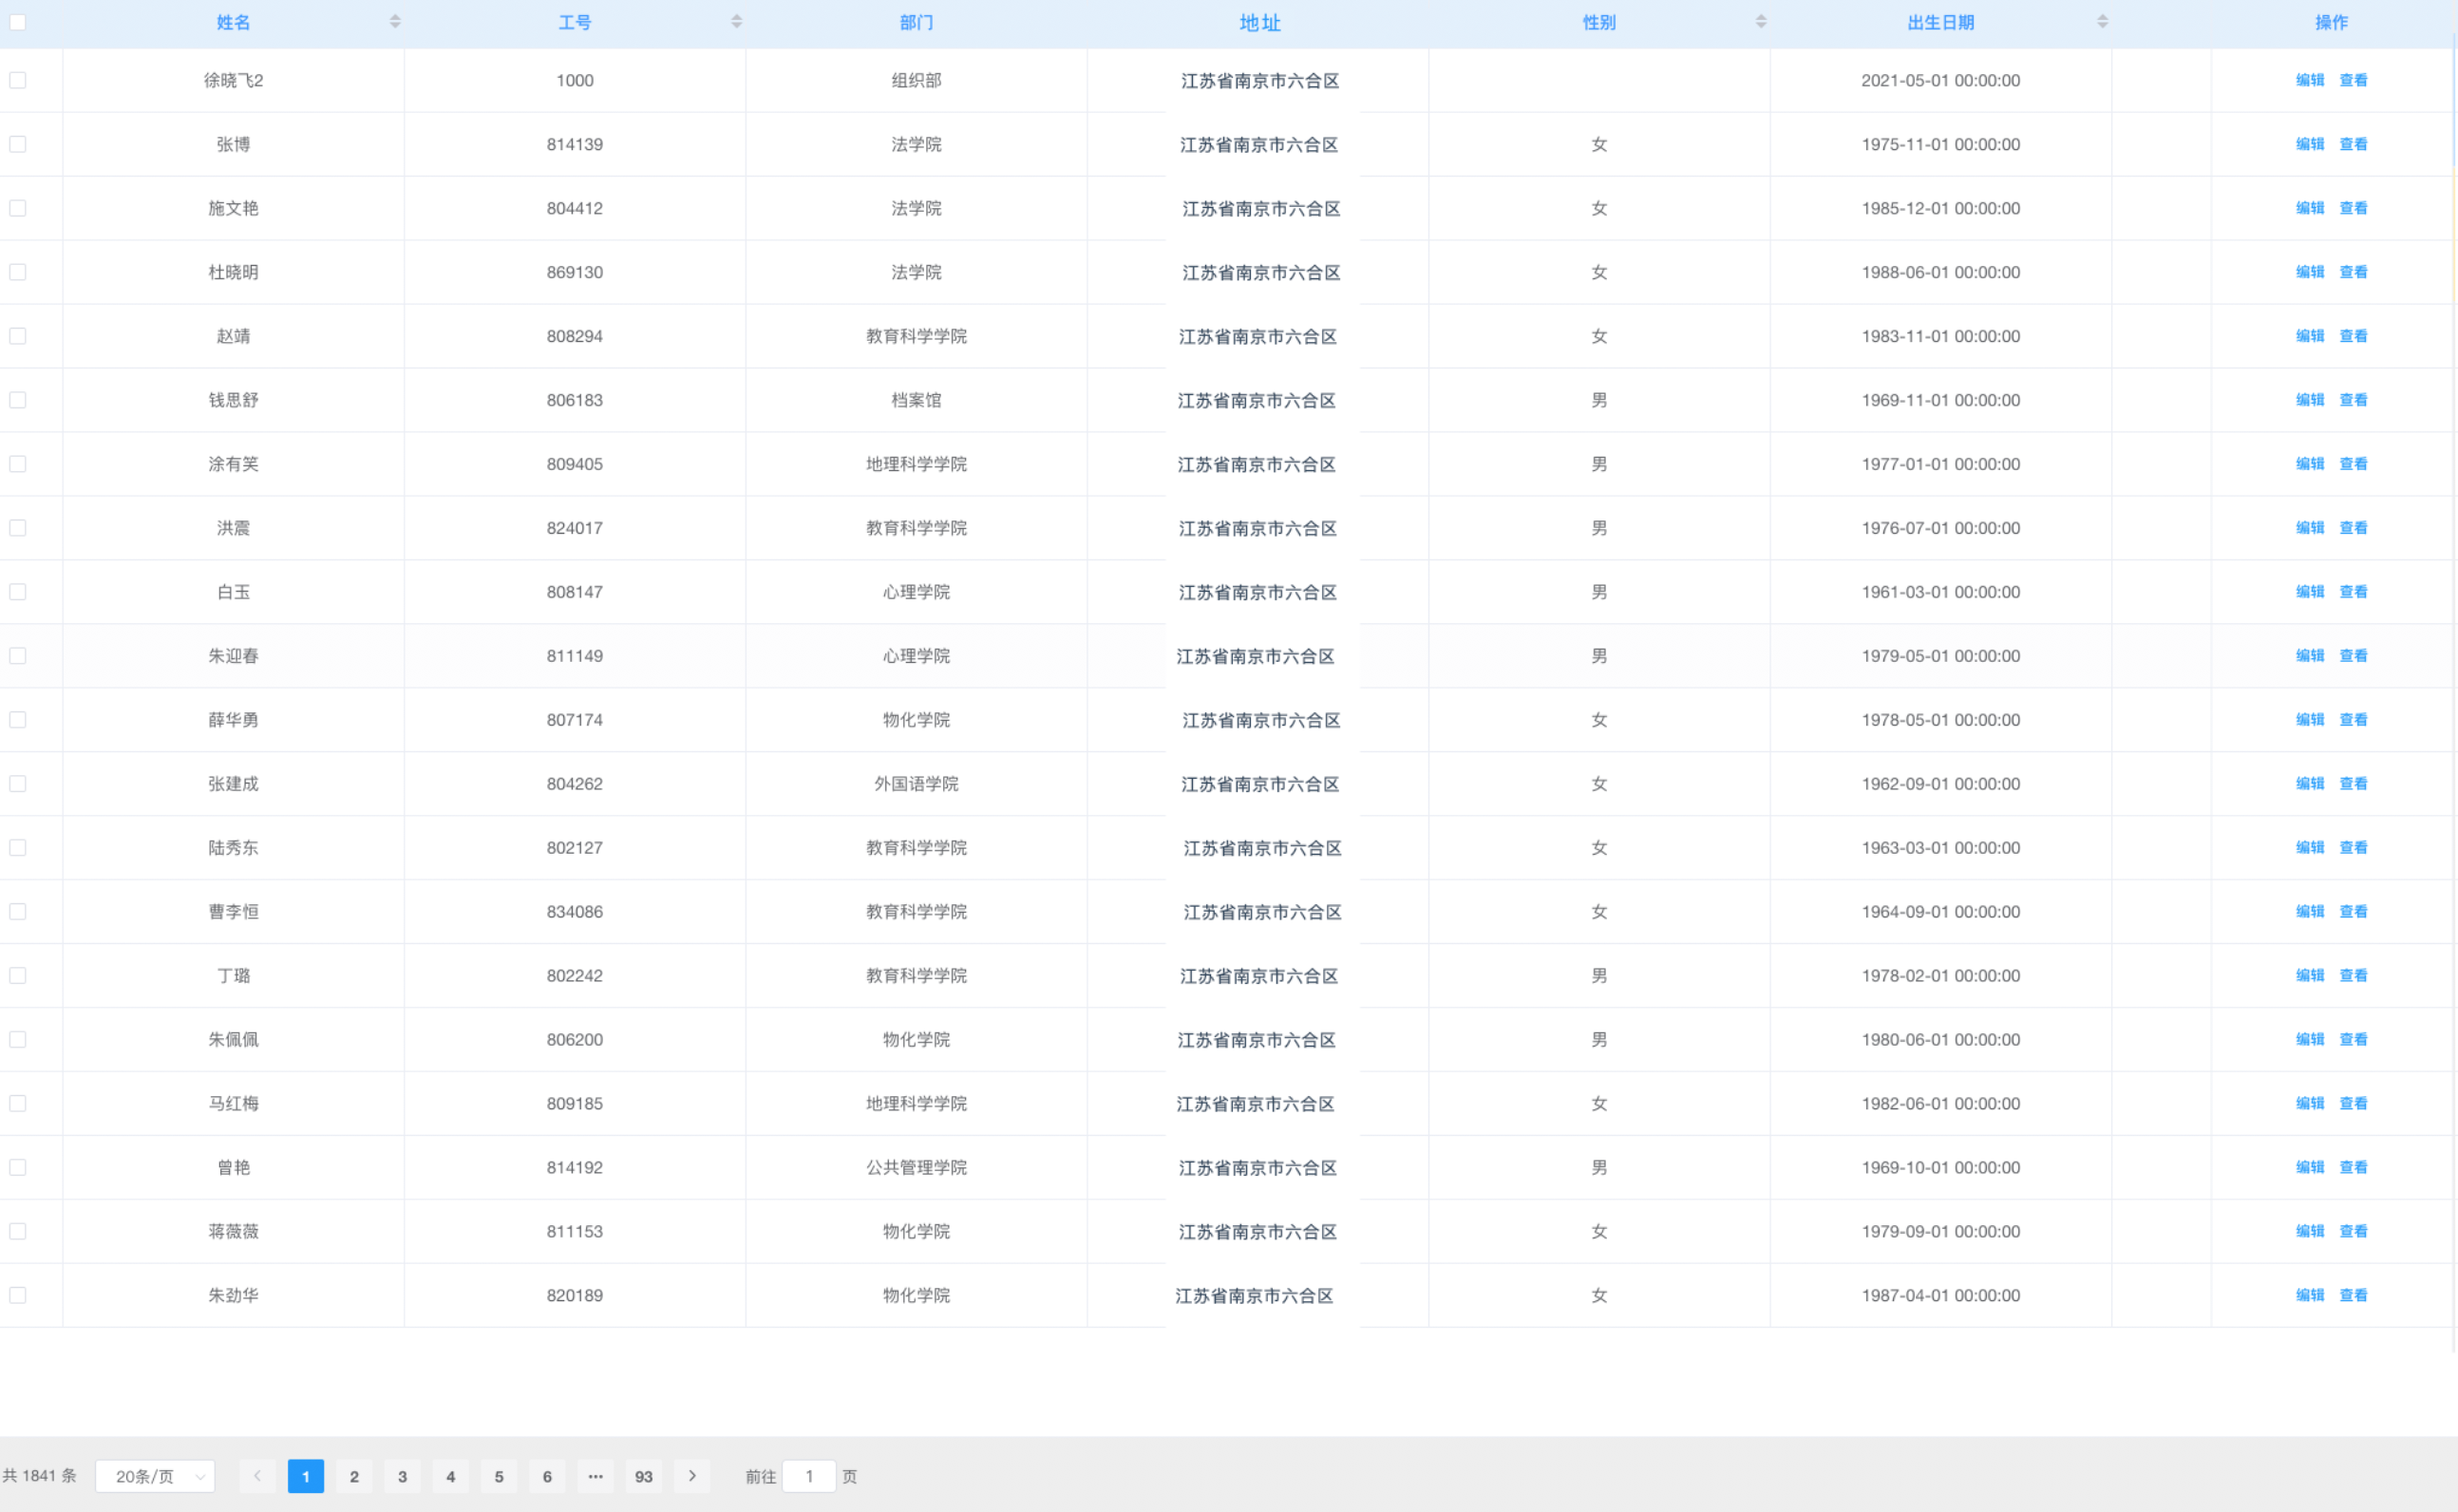 姓名 工号 部门 地址 性别 出生日期 操作
徐晓飞2 1000 组织部 江苏省南京市六合区 2021-05-01 00:00:00 编辑 查看
张博 814139 法学院 江苏省南京市六合区 女 1975-11-01 00:00:00 编辑 查看
施文艳 804412 法学院 江苏省南京市六合区 女 1985-12-01 00:00:00 编辑 查看
杜晓明 869130 法学院 江苏省南京市六合区 女 1988-06-01 00:00:00 编辑 查看
赵靖 808294 教育科学学院 江苏省南京市六合区 女 1983-11-01 00:00:00 编辑 查看
钱思舒 806183 档案馆 江苏省南京市六合区 男 1969-11-01 00:00:00 编辑 查看
涂有笑 809405 地理科学学院 江苏省南京市六合区 男 1977-01-01 00:00:00 编辑 查看
洪震 824017 教育科学学院 江苏省南京市六合区 男 1976-07-01 00:00:00 编辑 查看
白玉 808147 心理学院 江苏省南京市六合区 男 1961-03-01 00:00:00 编辑 查看
朱迎春 811149 心理学院 江苏省南京市六合区 男 1979-05-01 00:00:00 编辑 查看
薛华勇 807174 物化学院 江苏省南京市六合区 女 1978-05-01 00:00:00 编辑 查看
张建成 804262 外国语学院 江苏省南京市六合区 女 1962-09-01 00:00:00 编辑 查看
陆秀东 802127 教育科学学院 江苏省南京市六合区 女 1963-03-01 00:00:00 编辑 查看
曹李恒 834086 教育科学学院 江苏省南京市六合区 女 1964-09-01 00:00:00 编辑 查看
丁璐 802242 教育科学学院 江苏省南京市六合区 男 1978-02-01 00:00:00 编辑 查看
朱佩佩 806200 物化学院 江苏省南京市六合区 男 1980-06-01 00:00:00 编辑 查看
马红梅 809185 地理科学学院 江苏省南京市六合区 女 1982-06-01 00:00:00 编辑 查看
曾艳 814192 公共管理学院 江苏省南京市六合区 男 1969-10-01 00:00:00 编辑 查看
蒋薇薇 811153 物化学院 江苏省南京市六合区 女 1979-09-01 00:00:00 编辑 查看
朱劲华 820189 物化学院 江苏省南京市六合区 女 1987-04-01 00:00:00 编辑 查看
共 1841 条 20条/页 1 2 3 4 5 6 ··· 93 前往 1 页